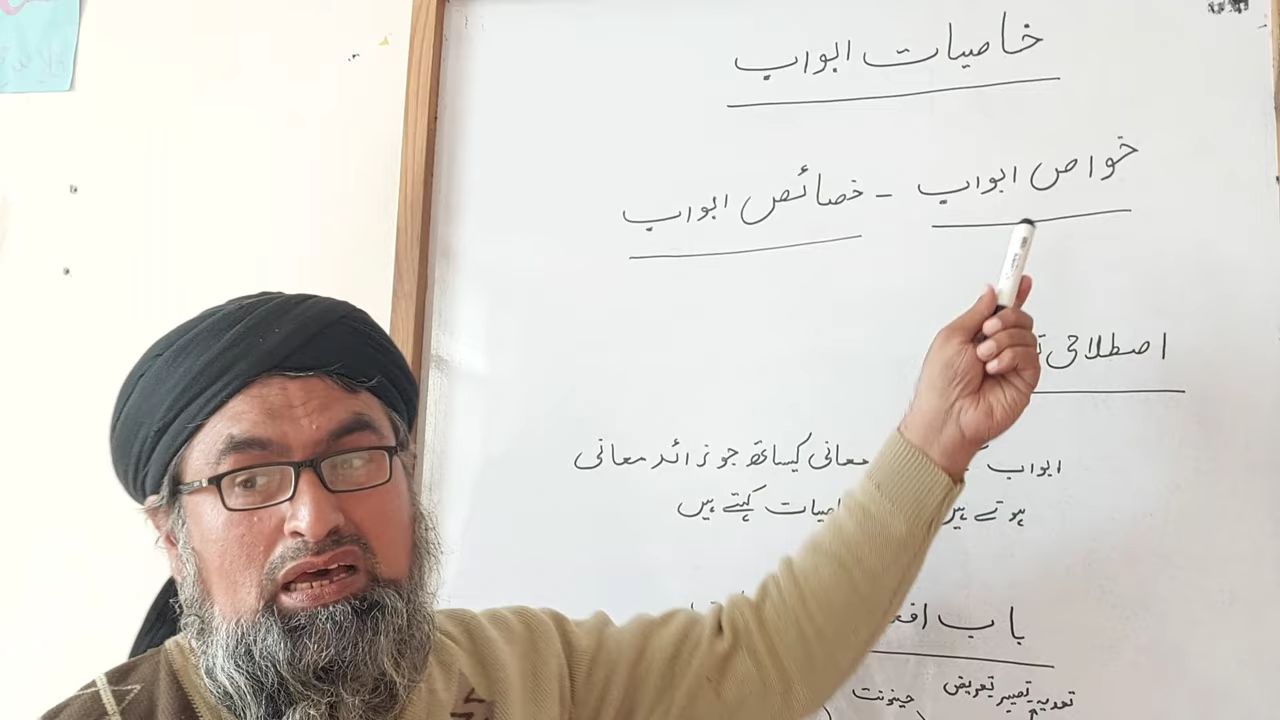 خاصیات ابواب
خواص ابواب - خصائص ابواب
اصطلاحی
ابواب معانی کیساتھ جو زائد معانی
ہوتے ہیں کہتے ہیں
باب
تعدیہ تصییر تعریض حینونت